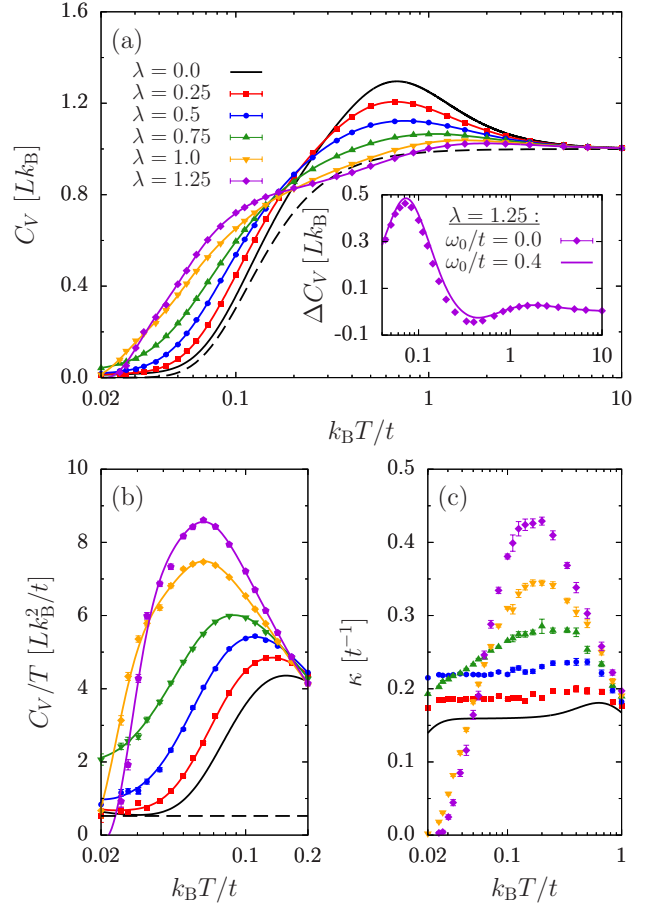 (a)
λ = 0.0
λ = 0.25
λ = 0.5
λ = 0.75
λ = 1.0
λ = 1.25
C_V [Lk_B]
1.6
1.2
0.8
0.4
0.0
0.02
0.1
1
10
k_BT/t
ΔC_V [Lk_B]
0.5
0.3
0.1
-0.1
0.1
1
10
λ = 1.25 :
ω_0/t = 0.0
ω_0/t = 0.4
(b)
C_V/T [Lk_B^2/t]
10
8
6
4
2
0
0.02
0.1
0.2
k_BT/t
(c)
κ [t^{-1}]
0.5
0.4
0.3
0.2
0.1
0.0
0.02
0.1
1
k_BT/t